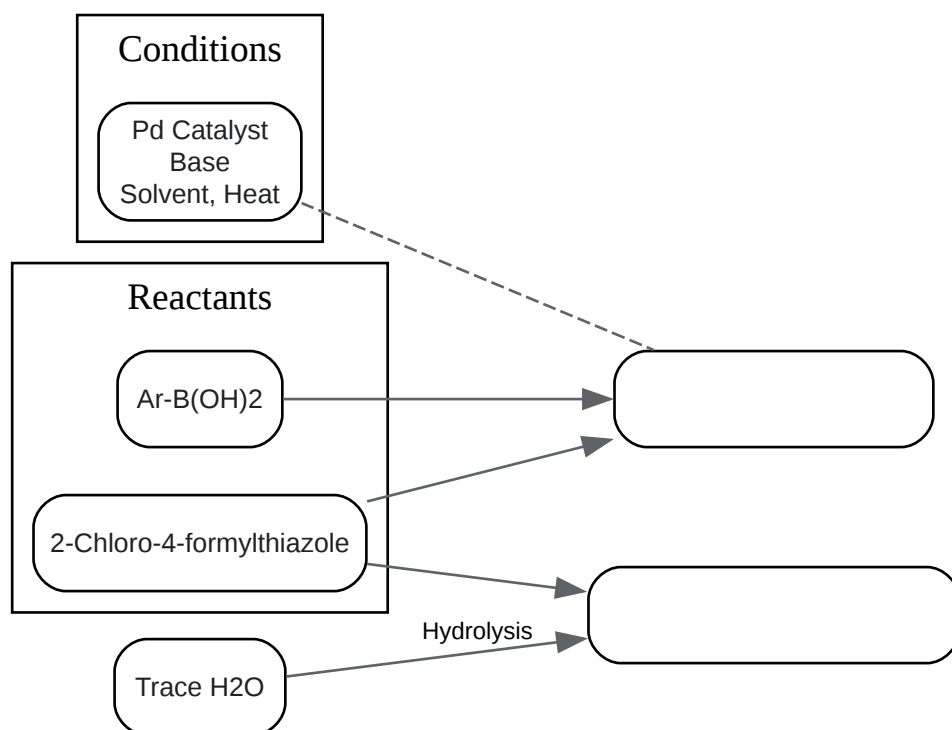 Conditions
Pd Catalyst
Base
Solvent, Heat
Reactants
Ar-B(OH)2
2-Chloro-4-formylthiazole
Hydrolysis
Trace H2O